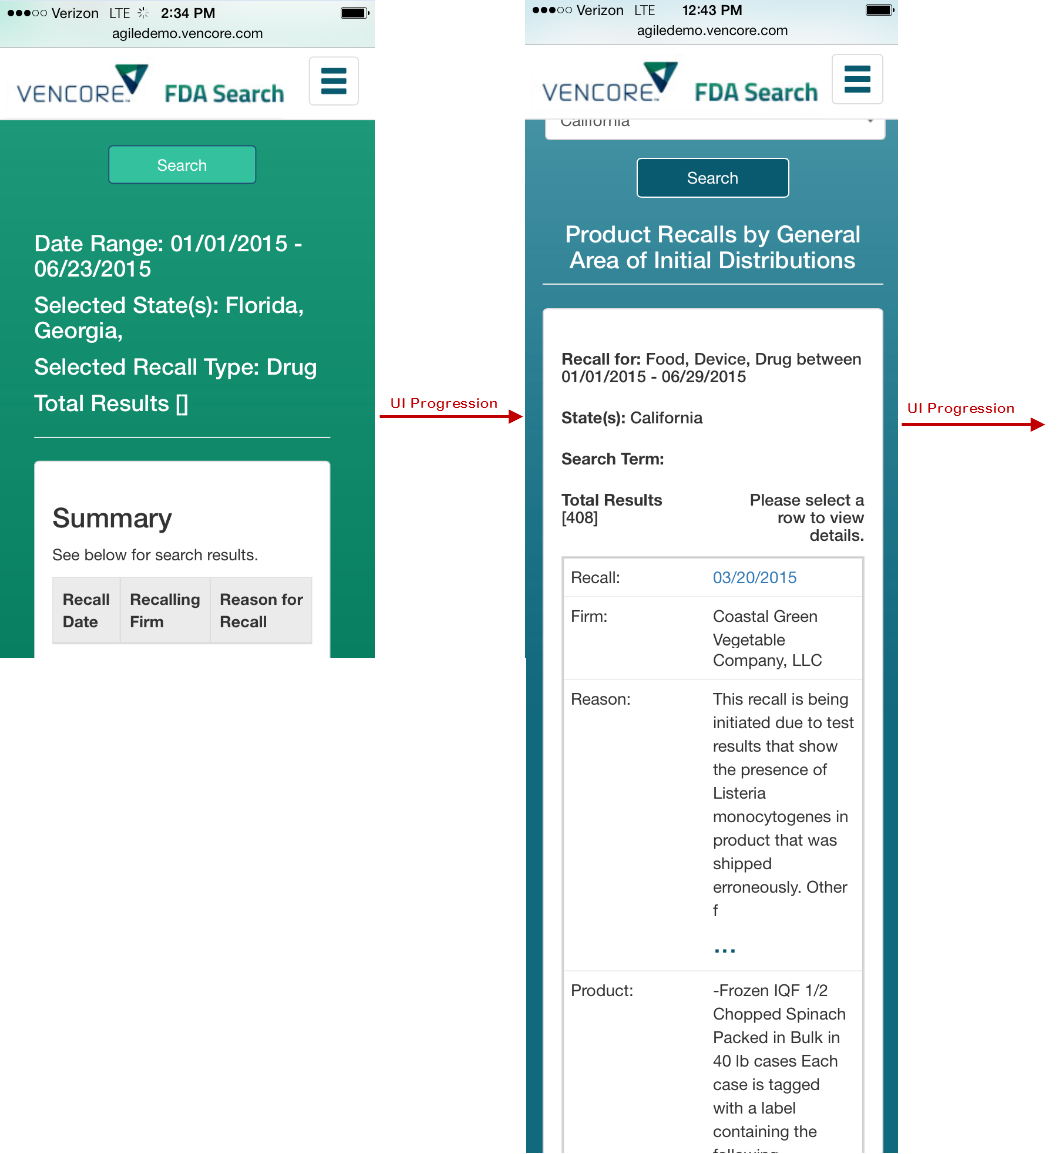 Verizon LTE 2:34 PM
agiledemo.vencore.com
VENCORE FDA Search
Search
Date Range: 01/01/2015 -
06/23/2015
Selected State(s): Florida,
Georgia,
Selected Recall Type: Drug
Total Results []
Summary
See below for search results.
Recall Date
Recalling Firm
Reason for Recall
UI Progression
Verizon LTE 12:43 PM
agiledemo.vencore.com
VENCORE FDA Search
California
Search
Product Recalls by General
Area of Initial Distributions
Recall for: Food, Device, Drug between
01/01/2015 - 06/29/2015
State(s): California
Search Term:
Total Results
[408]
Please select a
row to view
details.
Recall: 03/20/2015
Firm: Coastal Green
Vegetable
Company, LLC
Reason: This recall is being
initiated due to test
results that show
the presence of
Listeria
monocytogenes in
product that was
shipped
erroneously. Other
f
...
Product: -Frozen IQF 1/2
Chopped Spinach
Packed in Bulk in
40 lb cases Each
case is tagged
with a label
containing the
following
UI Progression